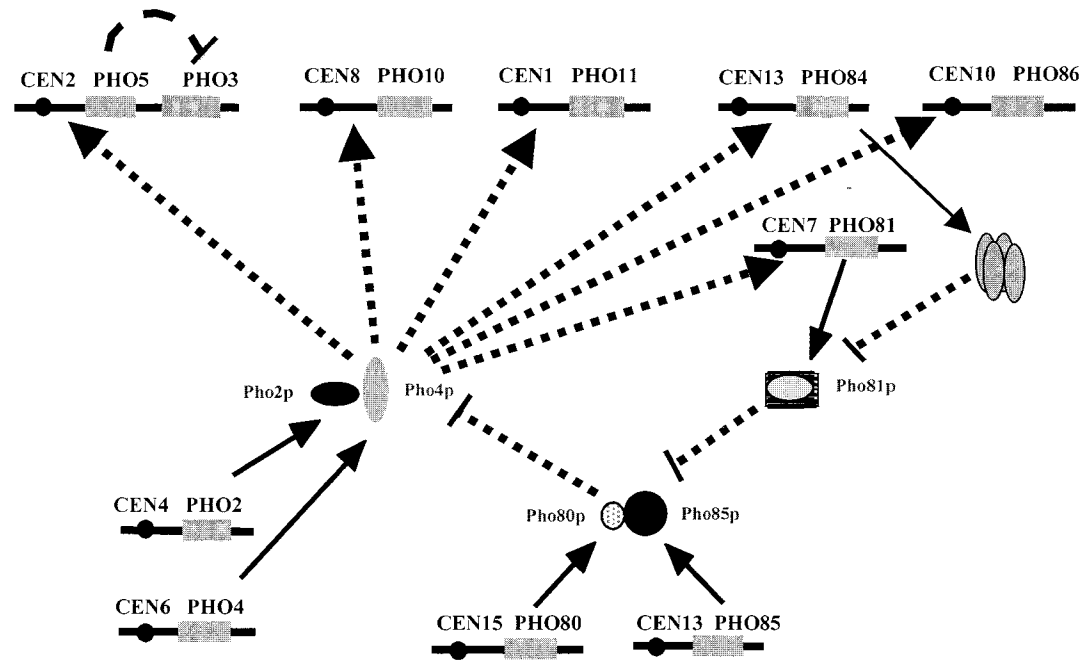 CEN2 PHO5 PHO3
CEN8 PHO10
CEN1 PHO11
CEN13 PHO84
CEN10 PHO86
CEN7 PHO81
Pho2p
Pho4p
Pho81p
CEN4 PHO2
Pho80p
Pho85p
CEN6 PHO4
CEN15 PHO80
CEN13 PHO85